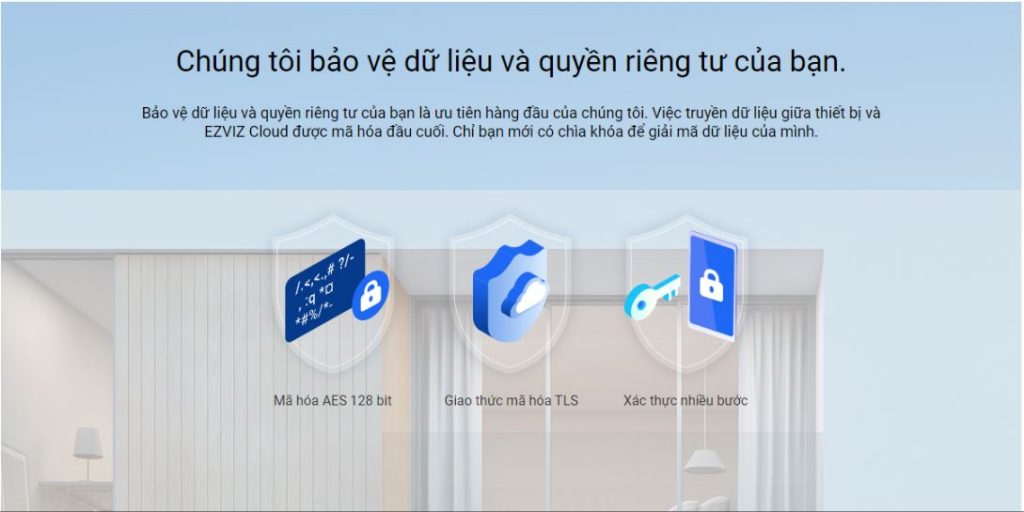 Chúng tôi bảo vệ dữ liệu và quyền riêng tư của bạn.
Bảo vệ dữ liệu và quyền riêng tư của bạn là ưu tiên hàng đầu của chúng tôi. Việc truyền dữ liệu giữa thiết bị và
EZVIZ Cloud được mã hóa đầu cuối. Chỉ bạn mới có chìa khóa để giải mã dữ liệu của mình.
/.<,<.,# ?/-
, :q *¤
*#%/*-
Mã hóa AES 128 bit
Giao thức mã hóa TLS
Xác thực nhiều bước